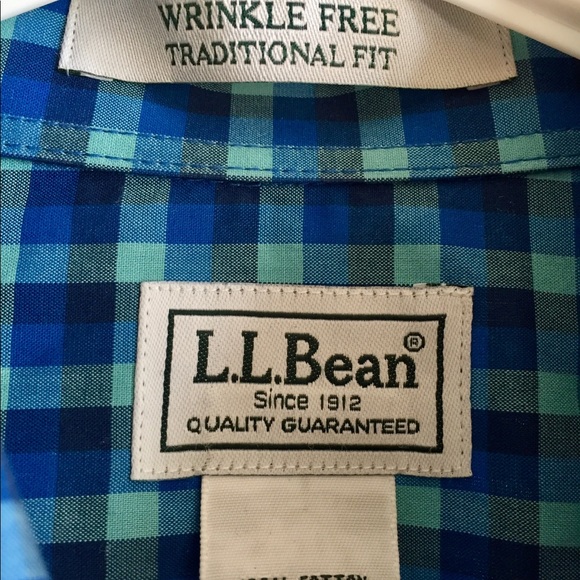 WRINKLE FREE
TRADITIONAL FIT
L.L.Bean®
Since 1912
QUALITY GUARANTEED